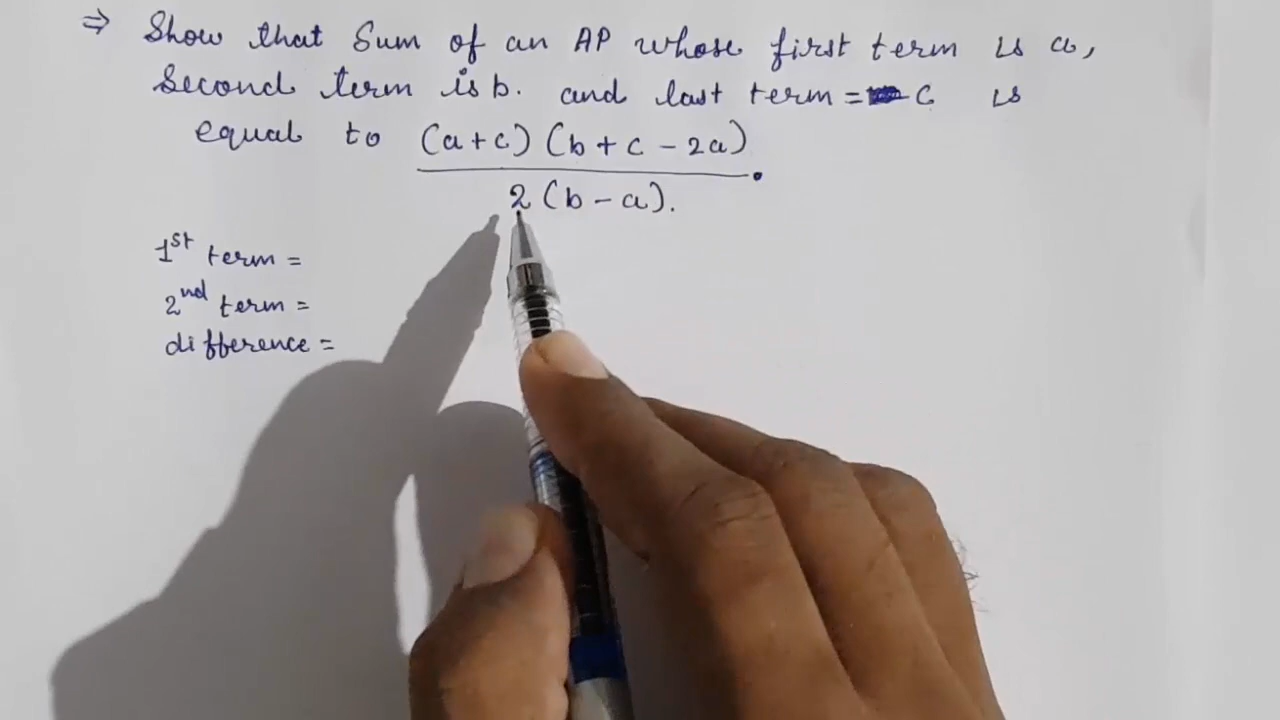 ⇒ Show that Sum of an AP whose first term is a,
Second term is b. and last term = c is
equal to (a+c) (b+c-2a)
2(b-a).
1st term =
2nd term =
difference =